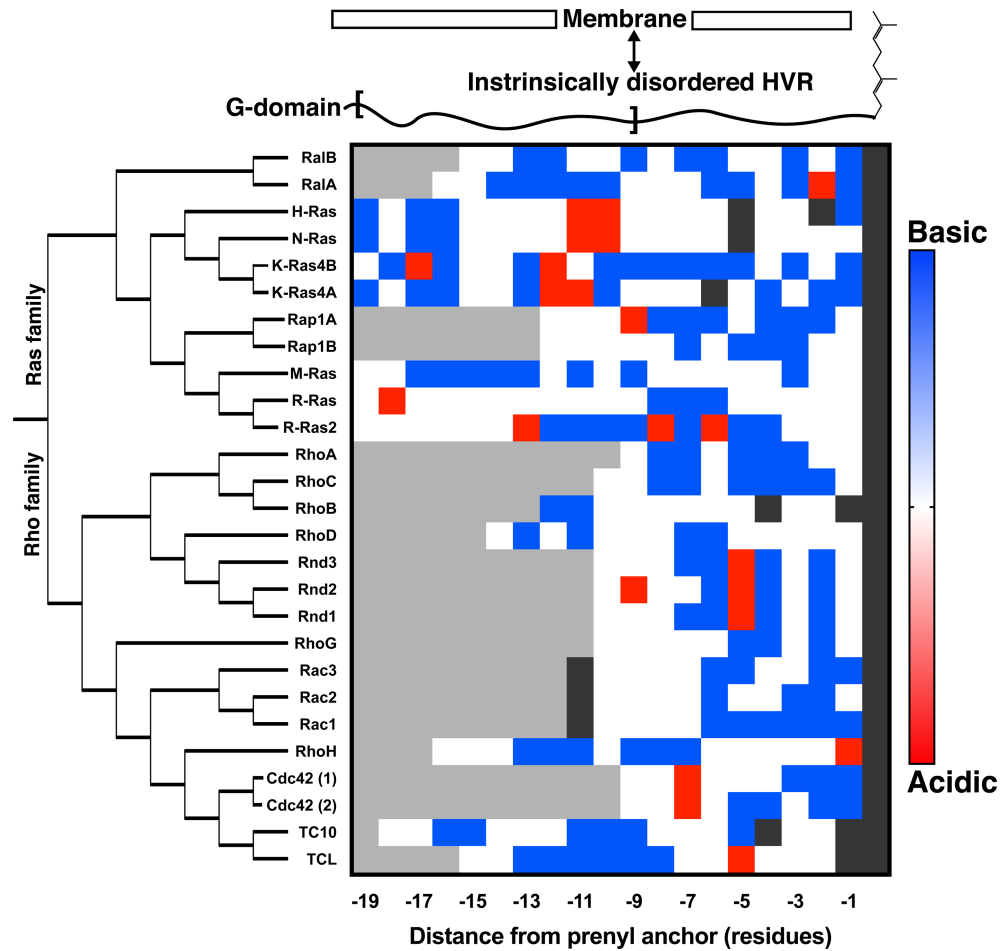 Membrane
Instrinsically disordered HVR
G-domain
[
]
RalB
RalA
H-Ras
N-Ras
K-Ras4B
K-Ras4A
Rap1A
Rap1B
M-Ras
R-Ras
R-Ras2
RhoA
RhoC
RhoB
RhoD
Rnd3
Rnd2
Rnd1
RhoG
Rac3
Rac2
Rac1
RhoH
Cdc42 (1)
Cdc42 (2)
TC10
TCL
Ras family
Rho family
Basic
Acidic
-19 -17 -15 -13 -11 -9 -7 -5 -3 -1
Distance from prenyl anchor (residues)